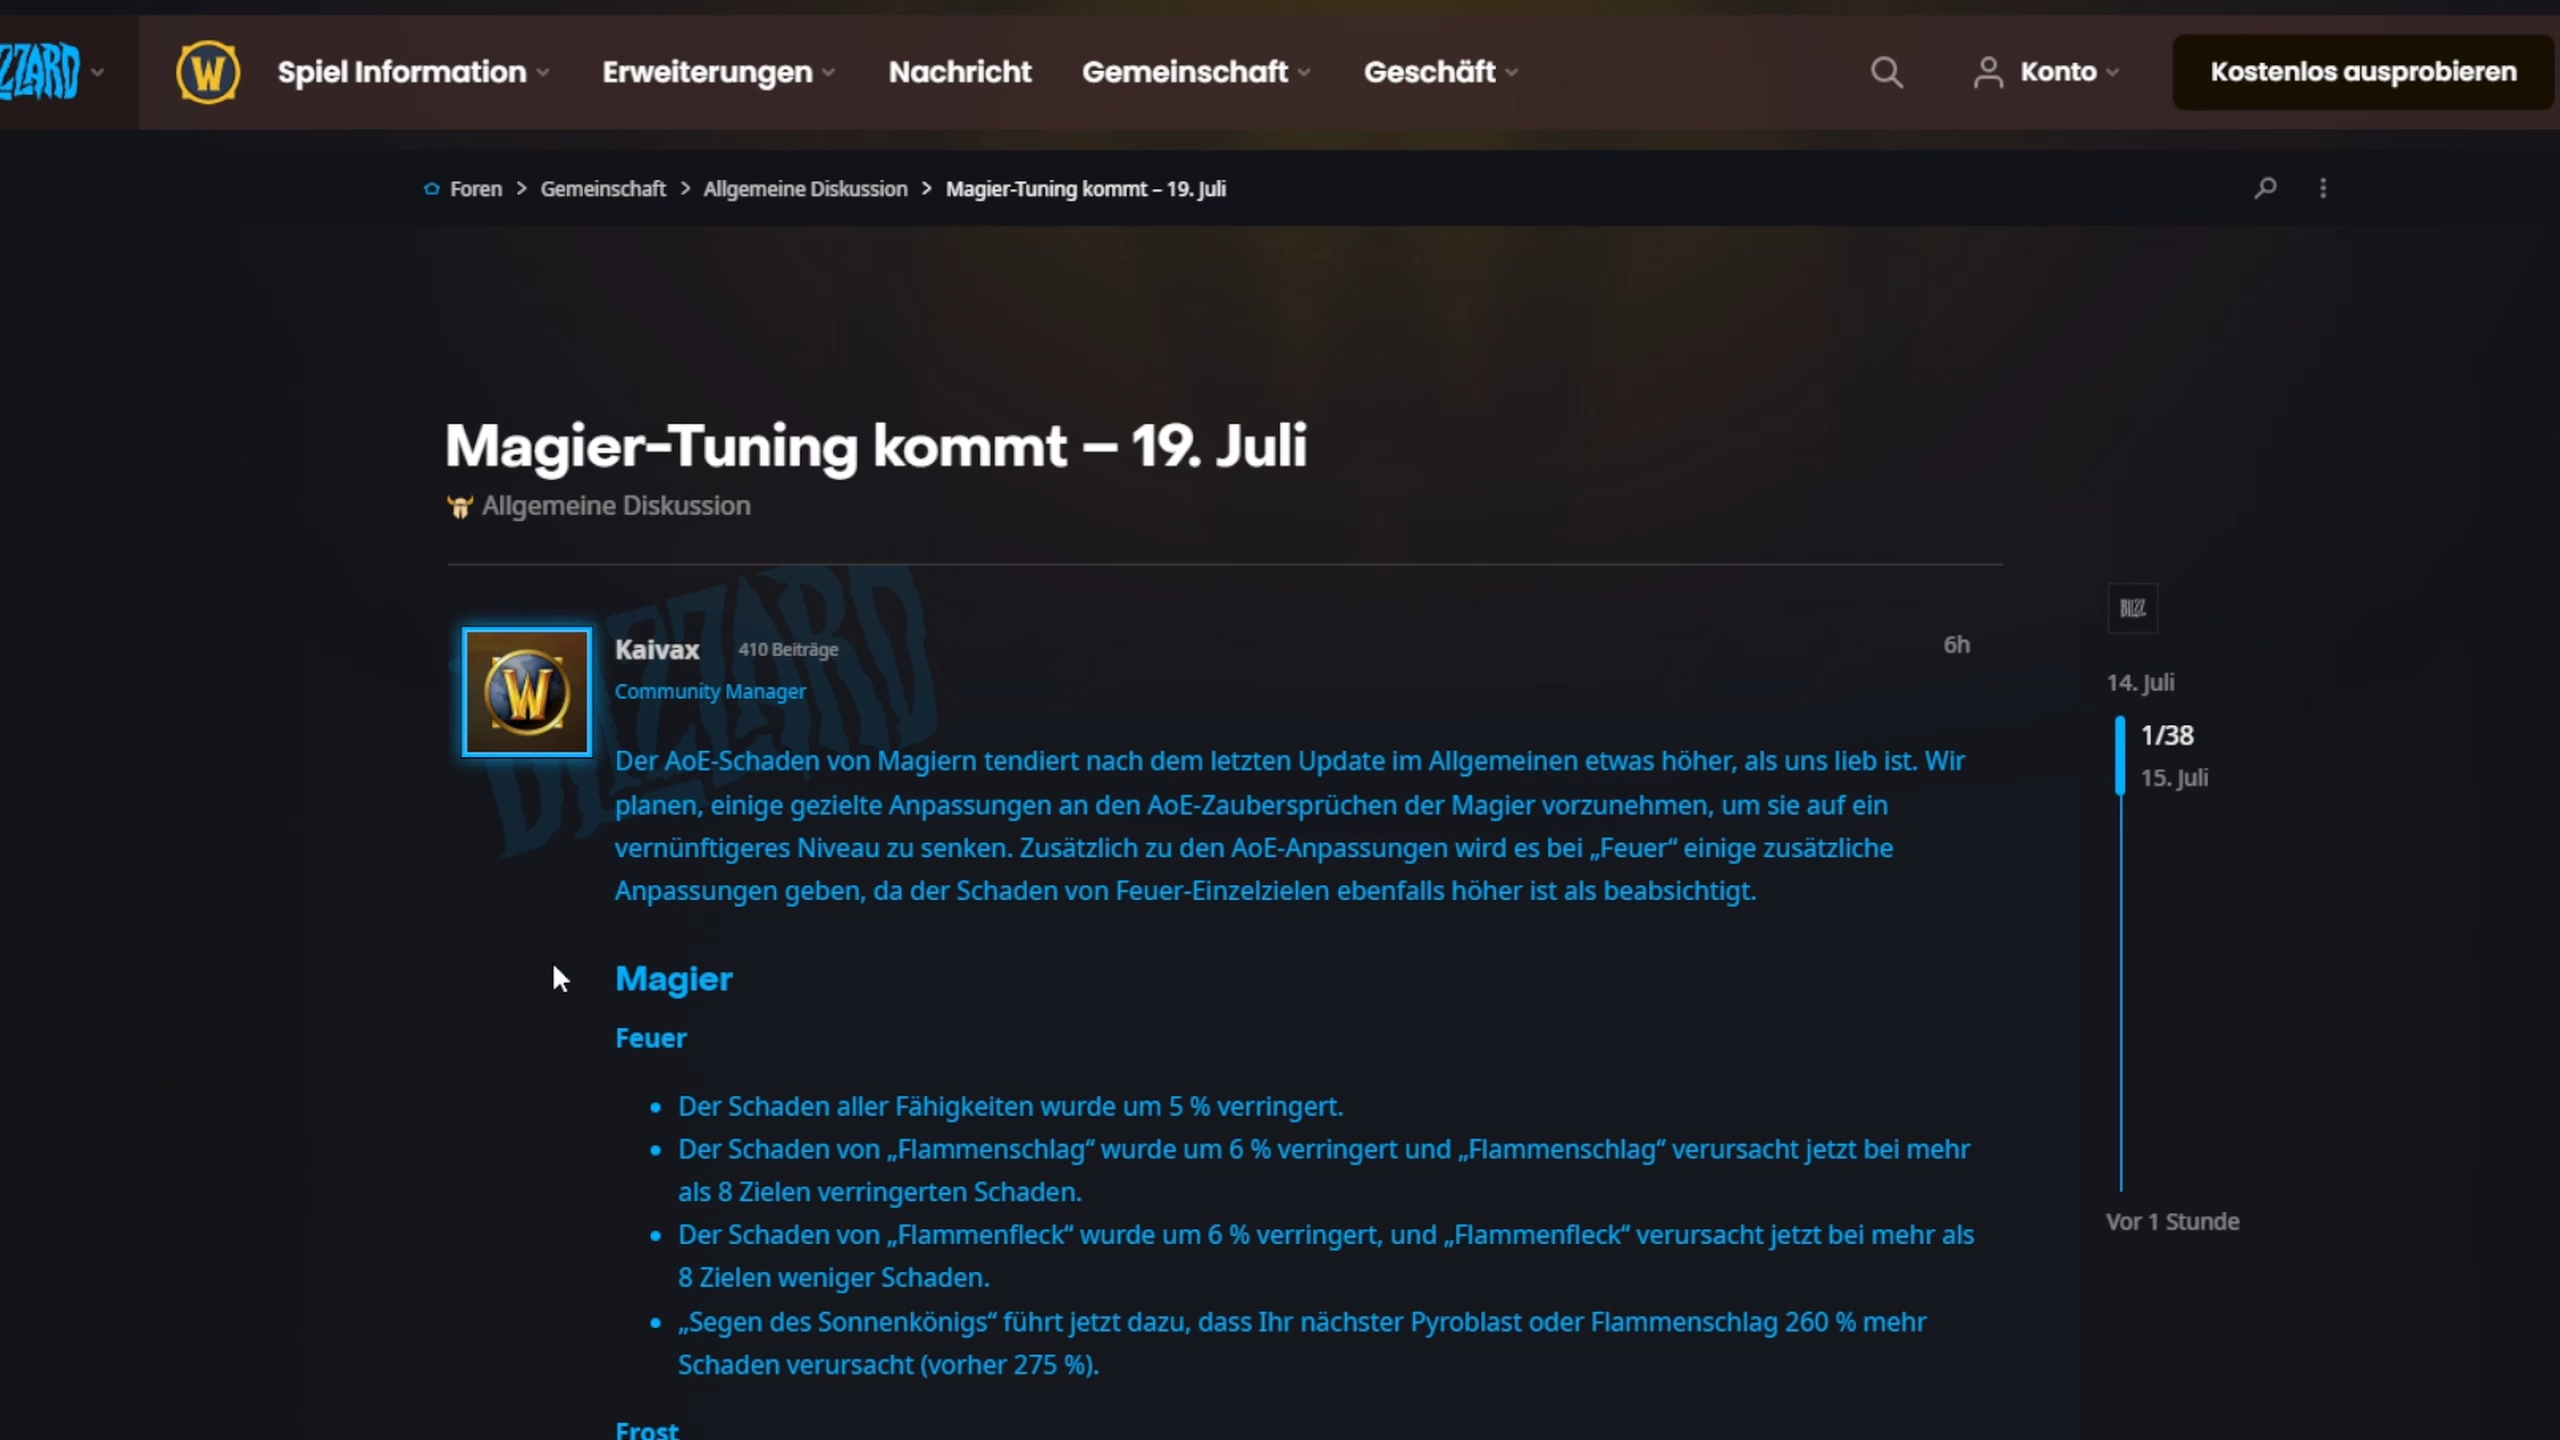 ZZARD
W
Spiel Information
Erweiterungen
Nachricht
Gemeinschaft
Geschäft
Konto
Kostenlos ausprobieren
Foren > Gemeinschaft > Allgemeine Diskussion > Magier-Tuning kommt – 19. Juli
Magier-Tuning kommt – 19. Juli
Allgemeine Diskussion
BLIZZARD
W
Kaivax 410 Beiträge 6h
Community Manager
Der AoE-Schaden von Magiern tendiert nach dem letzten Update im Allgemeinen etwas höher, als uns lieb ist. Wir
planen, einige gezielte Anpassungen an den AoE-Zaubersprüchen der Magier vorzunehmen, um sie auf ein
vernünftigeres Niveau zu senken. Zusätzlich zu den AoE-Anpassungen wird es bei „Feuer“ einige zusätzliche
Anpassungen geben, da der Schaden von Feuer-Einzelzielen ebenfalls höher ist als beabsichtigt.
Magier
Feuer
• Der Schaden aller Fähigkeiten wurde um 5 % verringert.
• Der Schaden von „Flammenschlag“ wurde um 6 % verringert und „Flammenschlag“ verursacht jetzt bei mehr
als 8 Zielen verringerten Schaden.
• Der Schaden von „Flammenfleck“ wurde um 6 % verringert, und „Flammenfleck“ verursacht jetzt bei mehr als
8 Zielen weniger Schaden.
• „Segen des Sonnenkönigs“ führt jetzt dazu, dass Ihr nächster Pyroblast oder Flammenschlag 260 % mehr
Schaden verursacht (vorher 275 %).
Frost
BLIZZ
14. Juli
1/38
15. Juli
Vor 1 Stunde